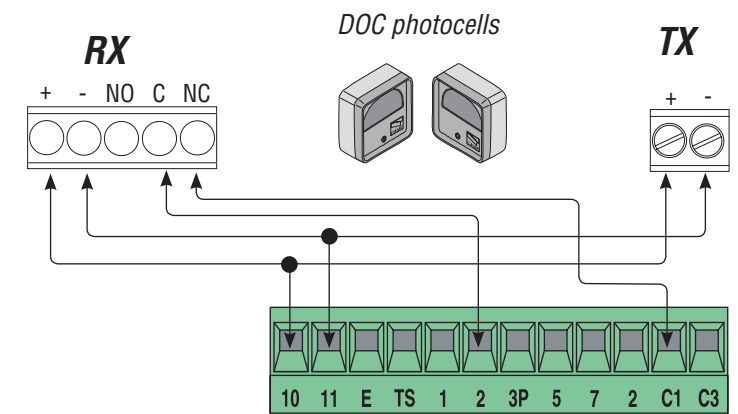 DOC photocells
RX
TX
+ - NO C NC
+ -
10 11 E TS 1 2 3P 5 7 2 C1 C3